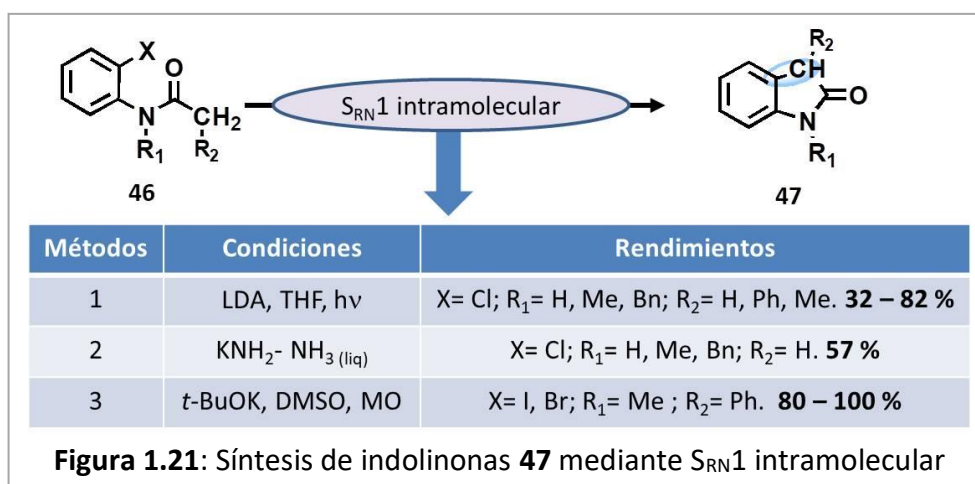 X
O
N
CH2
R1
R2
46
SRN1 intramolecular
R2
CH
O
N
R1
47
Métodos Condiciones Rendimientos
1 LDA, THF, hν X= Cl; R1= H, Me, Bn; R2= H, Ph, Me. 32 – 82 %
2 KNH2- NH3 (liq) X= Cl; R1= H, Me, Bn; R2= H. 57 %
3 t-BuOK, DMSO, MO X= I, Br; R1= Me ; R2= Ph. 80 – 100 %
Figura 1.21: Síntesis de indolinonas 47 mediante SRN1 intramolecular